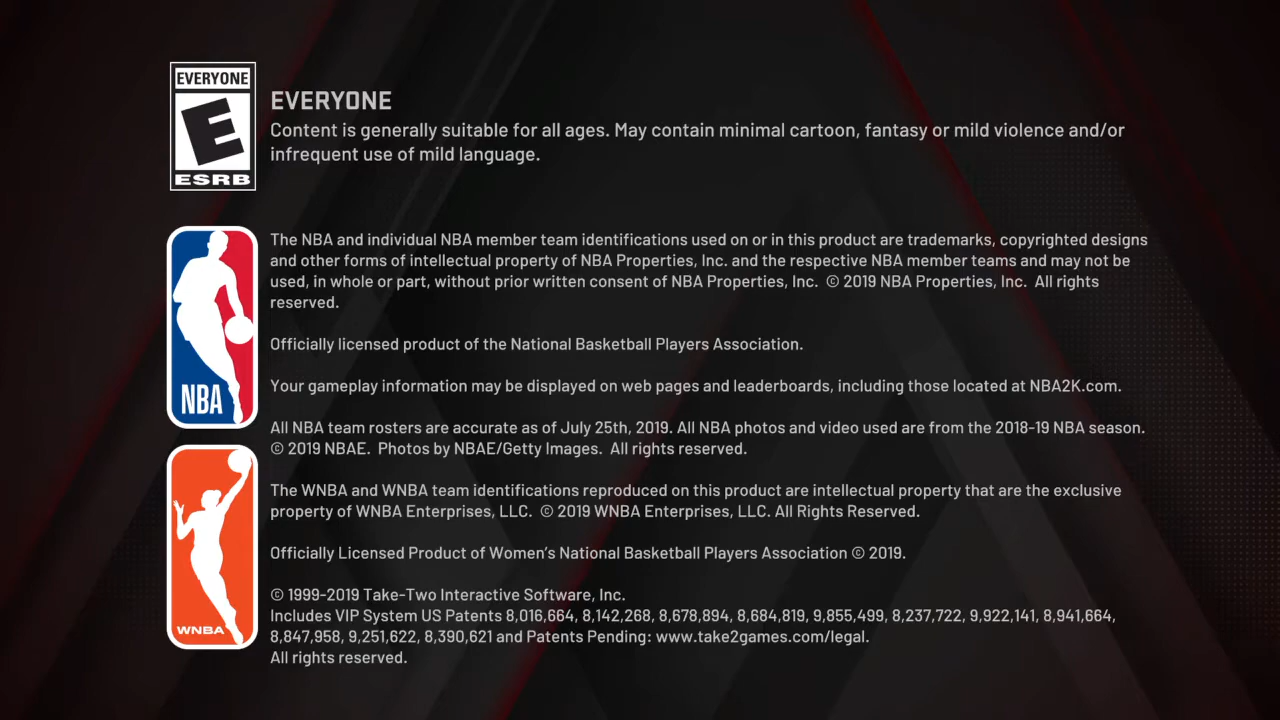 EVERYONE
E
ESRB
EVERYONE
Content is generally suitable for all ages. May contain minimal cartoon, fantasy or mild violence and/or
infrequent use of mild language.
NBA
The NBA and individual NBA member team identifications used on or in this product are trademarks, copyrighted designs
and other forms of intellectual property of NBA Properties, Inc. and the respective NBA member teams and may not be
used, in whole or part, without prior written consent of NBA Properties, Inc. © 2019 NBA Properties, Inc. All rights
reserved.
Officially licensed product of the National Basketball Players Association.
Your gameplay information may be displayed on web pages and leaderboards, including those located at NBA2K.com.
All NBA team rosters are accurate as of July 25th, 2019. All NBA photos and video used are from the 2018-19 NBA season.
© 2019 NBAE. Photos by NBAE/Getty Images. All rights reserved.
WNBA
The WNBA and WNBA team identifications reproduced on this product are intellectual property that are the exclusive
property of WNBA Enterprises, LLC. © 2019 WNBA Enterprises, LLC. All Rights Reserved.
Officially Licensed Product of Women's National Basketball Players Association © 2019.
© 1999-2019 Take-Two Interactive Software, Inc.
Includes VIP System US Patents 8,016,664, 8,142,268, 8,678,894, 8,684,819, 9,855,499, 8,237,722, 9,922,141, 8,941,664,
8,847,958, 9,251,622, 8,390,621 and Patents Pending: www.take2games.com/legal.
All rights reserved.